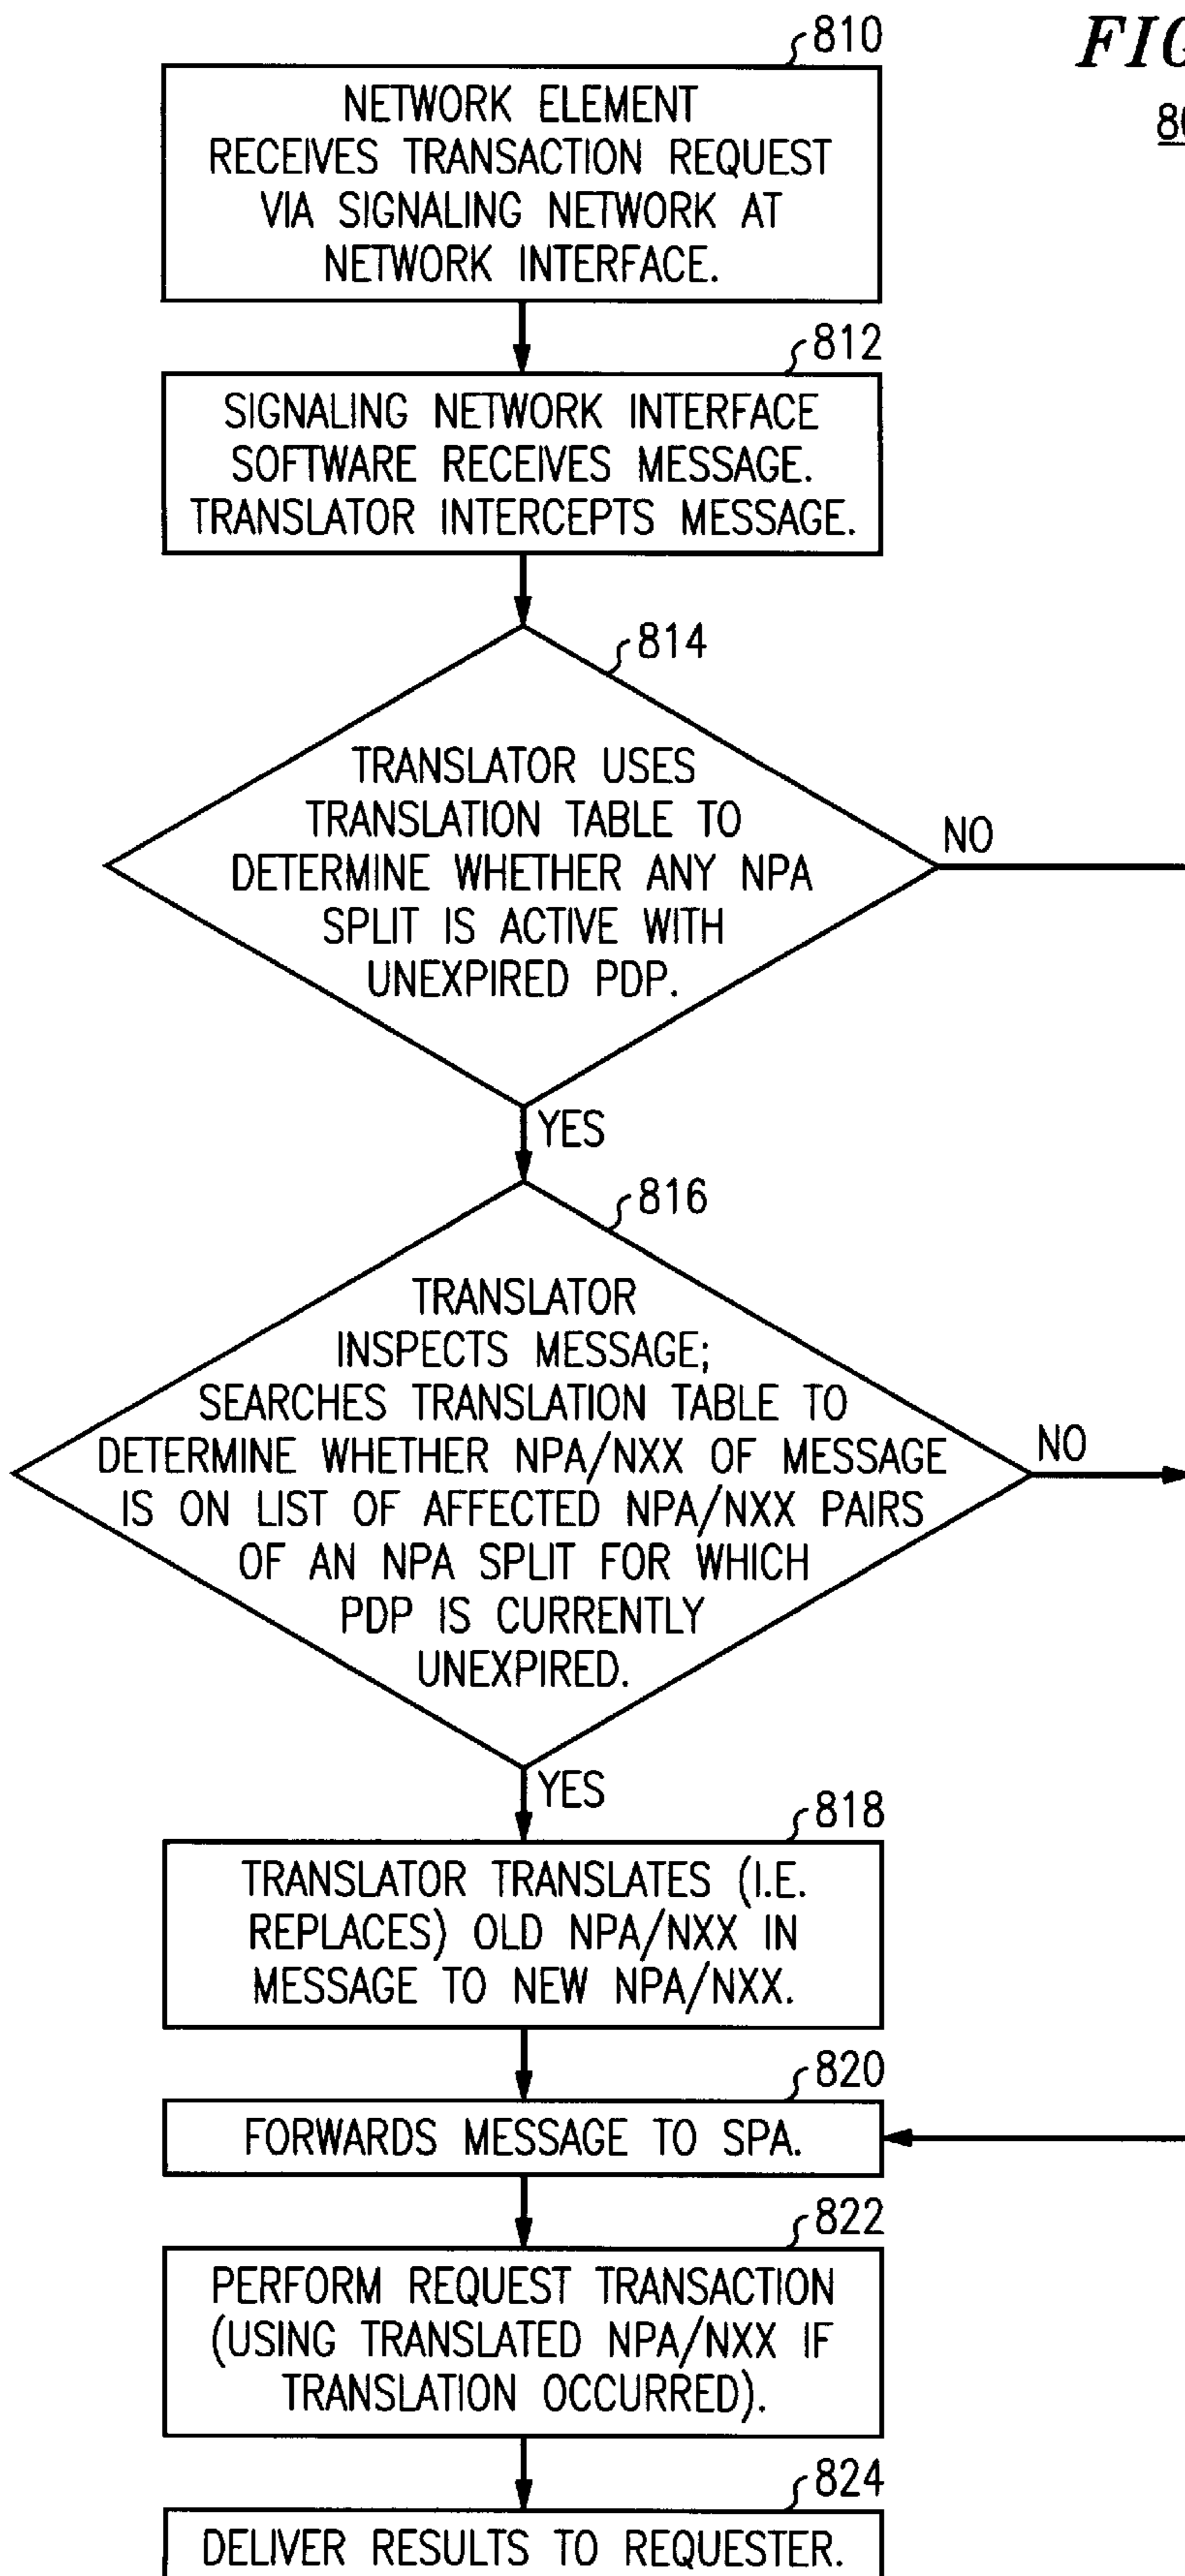 FIG
80
810
NETWORK ELEMENT
RECEIVES TRANSACTION REQUEST
VIA SIGNALING NETWORK AT
NETWORK INTERFACE.
812
SIGNALING NETWORK INTERFACE
SOFTWARE RECEIVES MESSAGE.
TRANSLATOR INTERCEPTS MESSAGE.
814
TRANSLATOR USES
TRANSLATION TABLE TO
DETERMINE WHETHER ANY NPA
SPLIT IS ACTIVE WITH
UNEXPIRED PDP.
NO
YES
816
TRANSLATOR
INSPECTS MESSAGE;
SEARCHES TRANSLATION TABLE TO
DETERMINE WHETHER NPA/NXX OF MESSAGE
IS ON LIST OF AFFECTED NPA/NXX PAIRS
OF AN NPA SPLIT FOR WHICH
PDP IS CURRENTLY
UNEXPIRED.
NO
YES
818
TRANSLATOR TRANSLATES (I.E.
REPLACES) OLD NPA/NXX IN
MESSAGE TO NEW NPA/NXX.
820
FORWARDS MESSAGE TO SPA.
822
PERFORM REQUEST TRANSACTION
(USING TRANSLATED NPA/NXX IF
TRANSLATION OCCURRED).
824
DELIVER RESULTS TO REQUESTER.